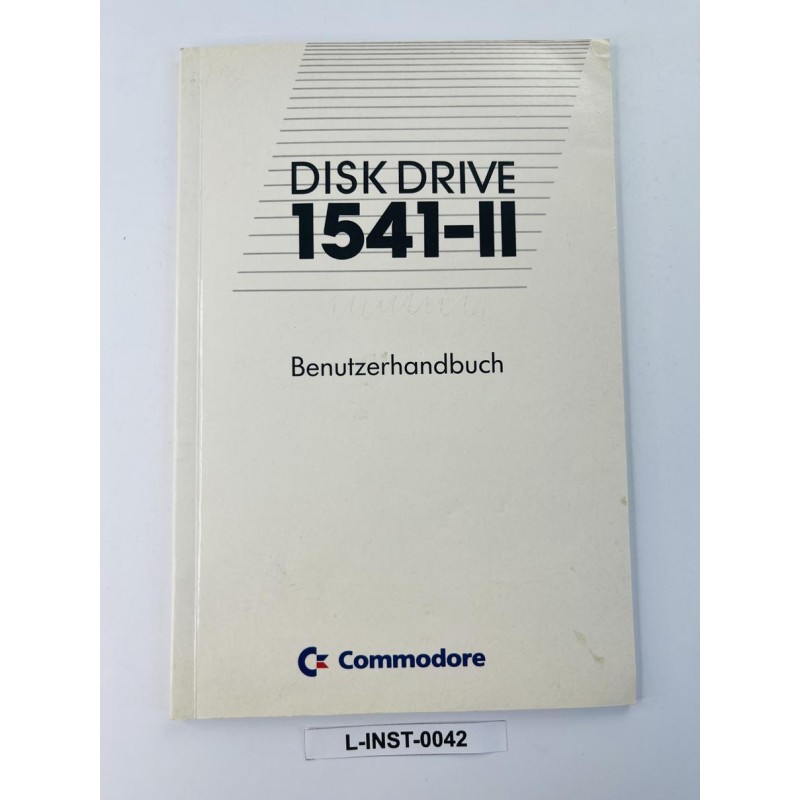 DISK DRIVE
1541-II
Benutzerhandbuch
Commodore
L-INST-0042